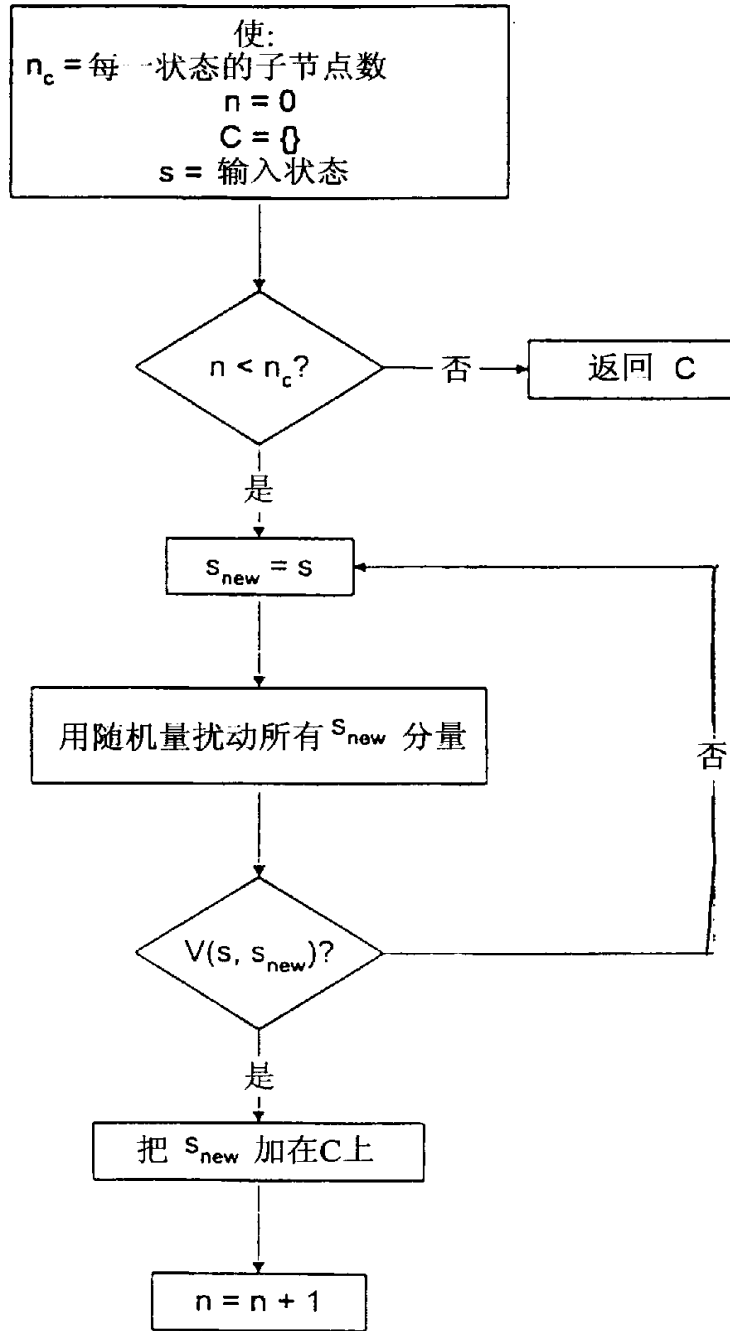 使:
n_c = 每一状态的子节点数
n = 0
C = {}
s = 输入状态
n < n_c?
否
返回 C
是
s_new = s
用随机量扰动所有 s_new 分量
否
V(s, s_new)?
是
把 s_new 加在C上
n = n + 1